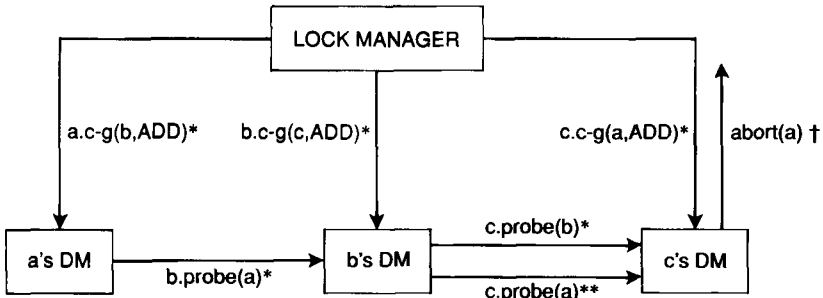 LOCK MANAGER
a.c-g(b,ADD)*
b.c-g(c,ADD)*
c.c-g(a,ADD)*
abort(a) †
c.probe(b)*
a's DM
b's DM
c's DM
b.probe(a)*
c.probe(a)**